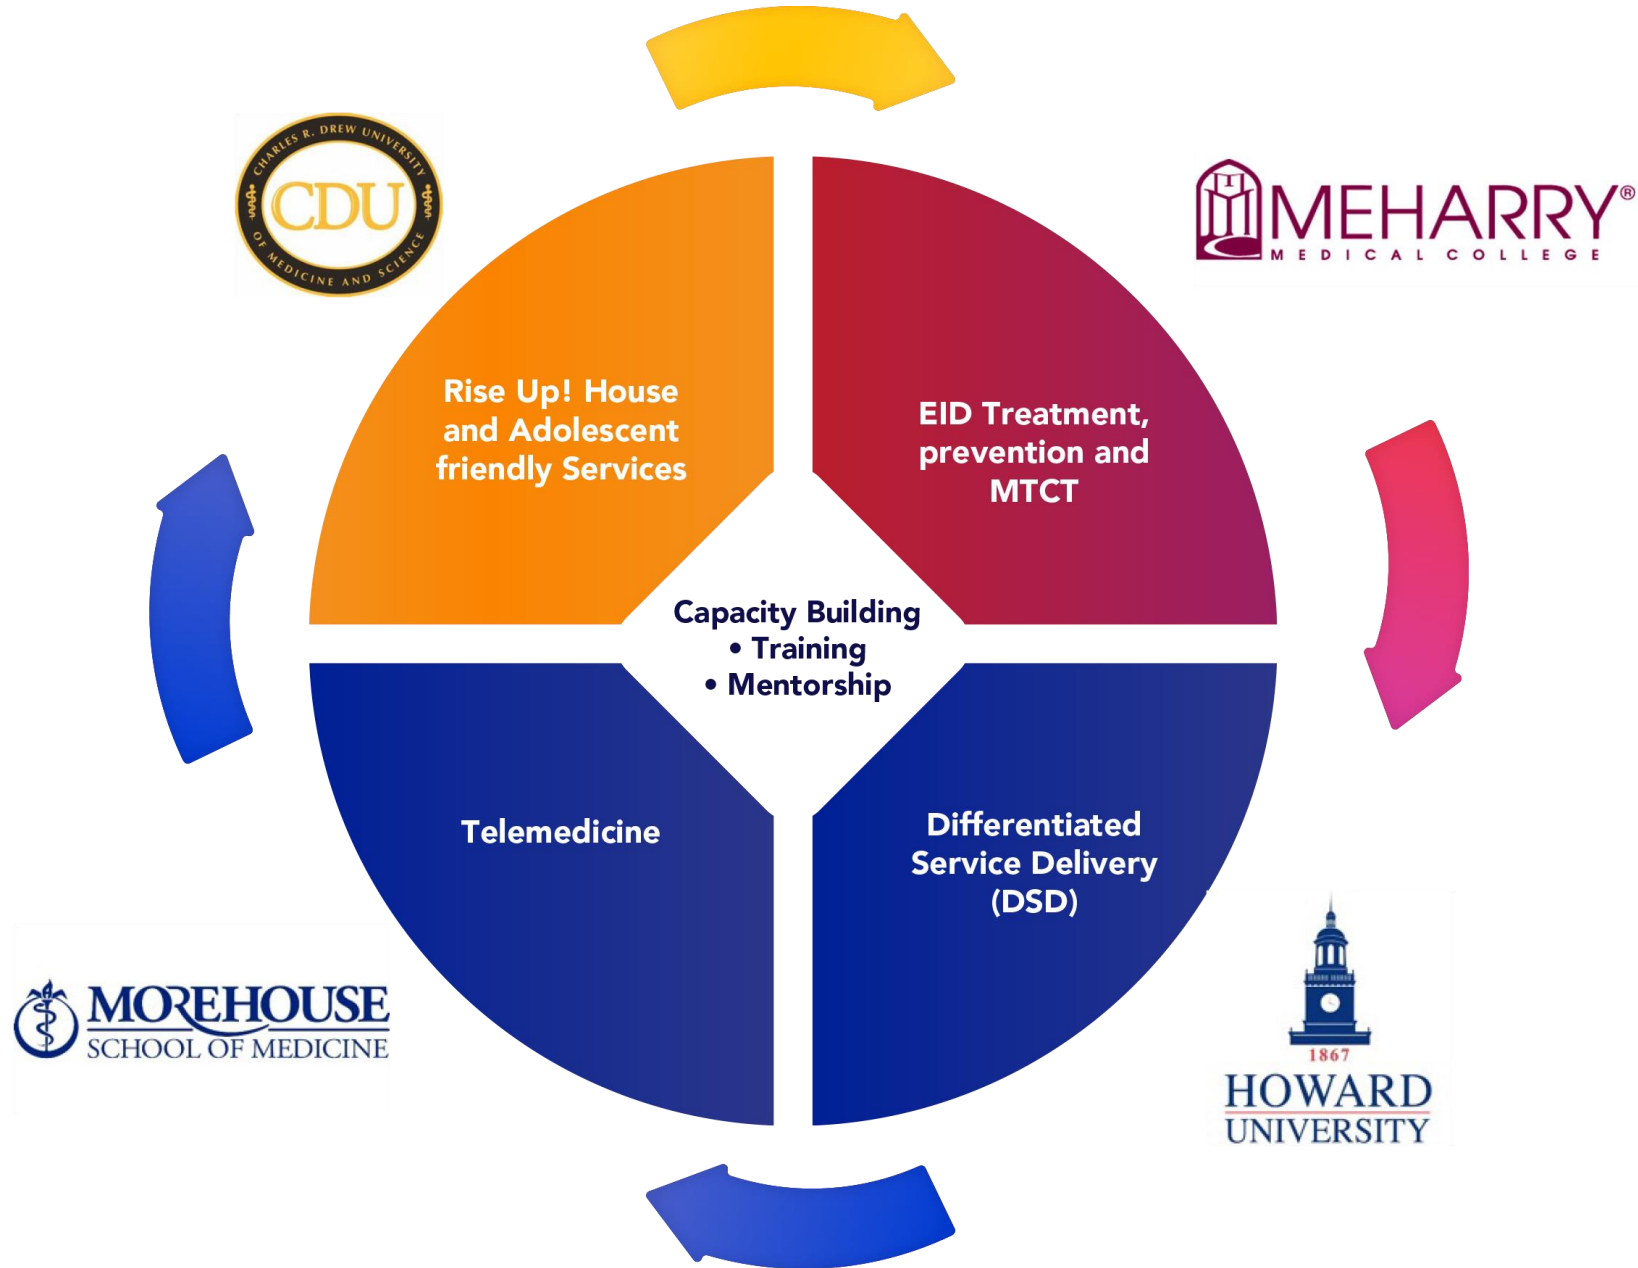 CHARLES R. DREW UNIVERSITY
CDU
OF MEDICINE AND SCIENCE
MEHARRY®
MEDICAL COLLEGE
Rise Up! House
and Adolescent
friendly Services
EID Treatment,
prevention and
MTCT
Capacity Building
• Training
• Mentorship
Telemedicine
Differentiated
Service Delivery
(DSD)
MOREHOUSE
SCHOOL OF MEDICINE
1867
HOWARD
UNIVERSITY